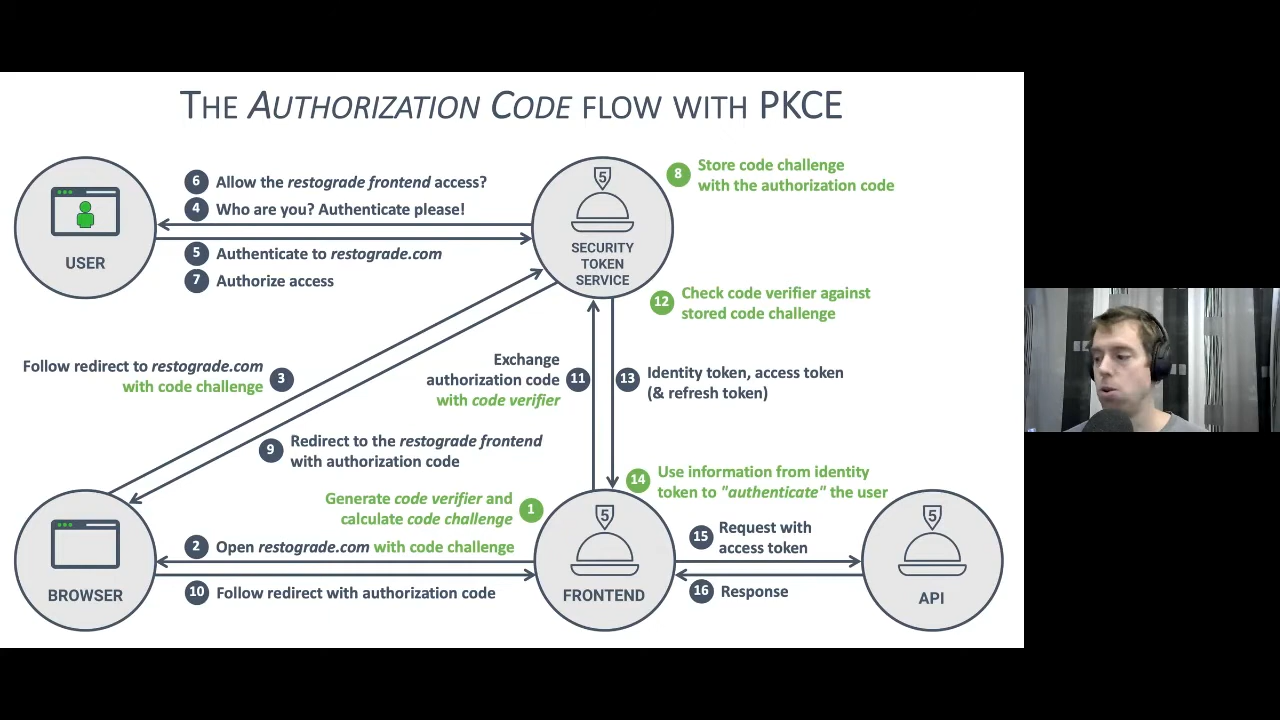 THE AUTHORIZATION CODE FLOW WITH PKCE
6 Allow the restograde frontend access?
4 Who are you? Authenticate please!
5 Authenticate to restograde.com
7 Authorize access
USER
5
SECURITY
TOKEN
SERVICE
8 Store code challenge
with the authorization code
12 Check code verifier against
stored code challenge
Follow redirect to restograde.com
with code challenge
3
Exchange
authorization code
with code verifier
11
13 Identity token, access token
(& refresh token)
9 Redirect to the restograde frontend
with authorization code
14 Use information from identity
token to "authenticate" the user
Generate code verifier and
calculate code challenge
1
2 Open restograde.com with code challenge
10 Follow redirect with authorization code
BROWSER
5
FRONTEND
15 Request with
access token
16 Response
5
API